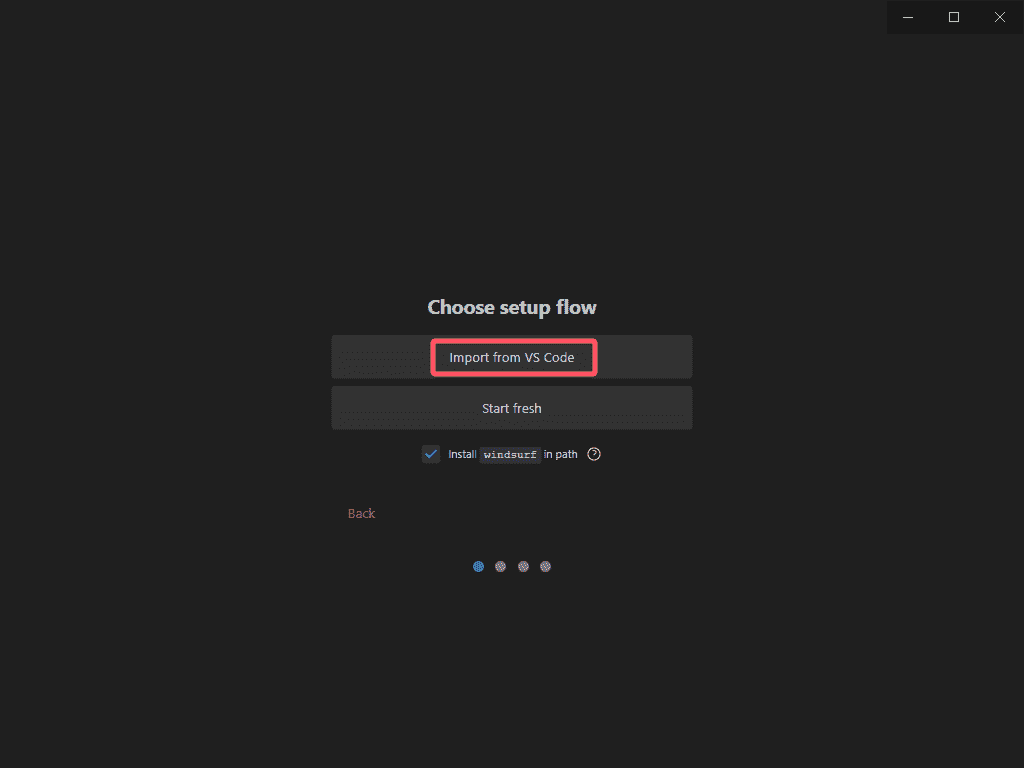 Choose setup flow
Import from VS Code
Start fresh
Install windsurf in path
Back